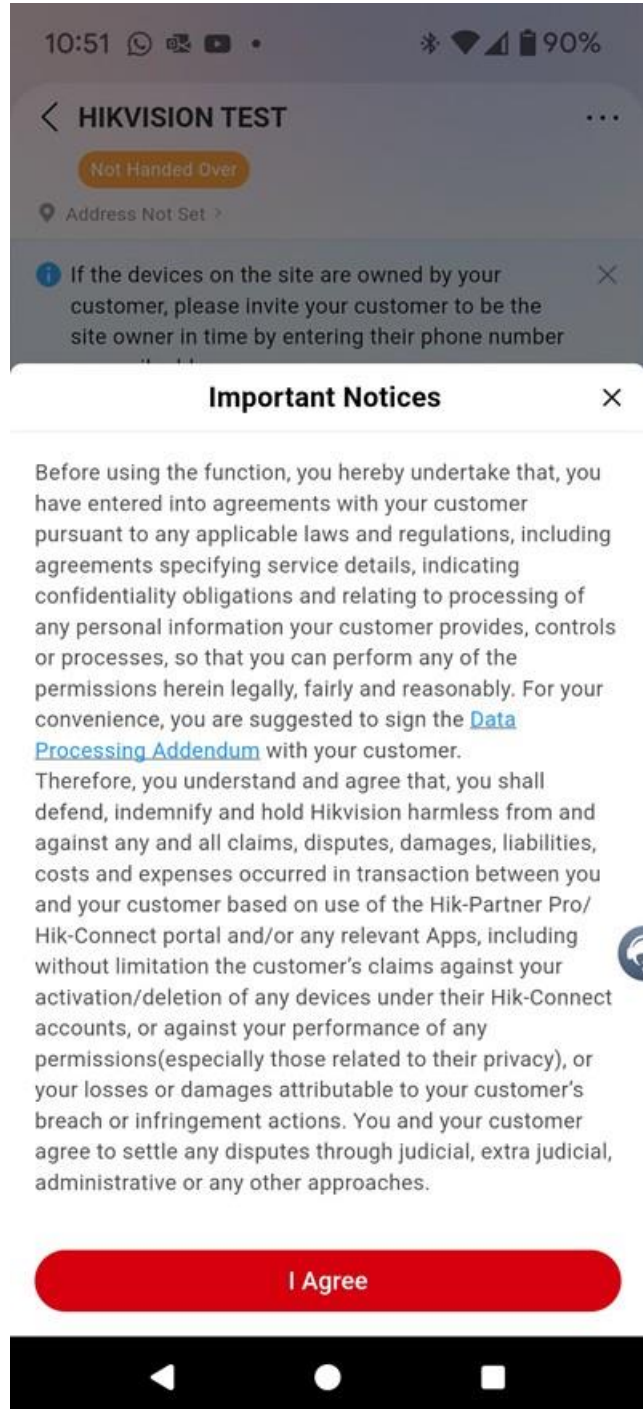 10:51
90%
HIKVISION TEST
Not Handed Over
Address Not Set >
If the devices on the site are owned by your
customer, please invite your customer to be the
site owner in time by entering their phone number
Important Notices
Before using the function, you hereby undertake that, you
have entered into agreements with your customer
pursuant to any applicable laws and regulations, including
agreements specifying service details, indicating
confidentiality obligations and relating to processing of
any personal information your customer provides, controls
or processes, so that you can perform any of the
permissions herein legally, fairly and reasonably. For your
convenience, you are suggested to sign the Data
Processing Addendum with your customer.
Therefore, you understand and agree that, you shall
defend, indemnify and hold Hikvision harmless from and
against any and all claims, disputes, damages, liabilities,
costs and expenses occurred in transaction between you
and your customer based on use of the Hik-Partner Pro/
Hik-Connect portal and/or any relevant Apps, including
without limitation the customer's claims against your
activation/deletion of any devices under their Hik-Connect
accounts, or against your performance of any
permissions(especially those related to their privacy), or
your losses or damages attributable to your customer's
breach or infringement actions. You and your customer
agree to settle any disputes through judicial, extra judicial,
administrative or any other approaches.
I Agree